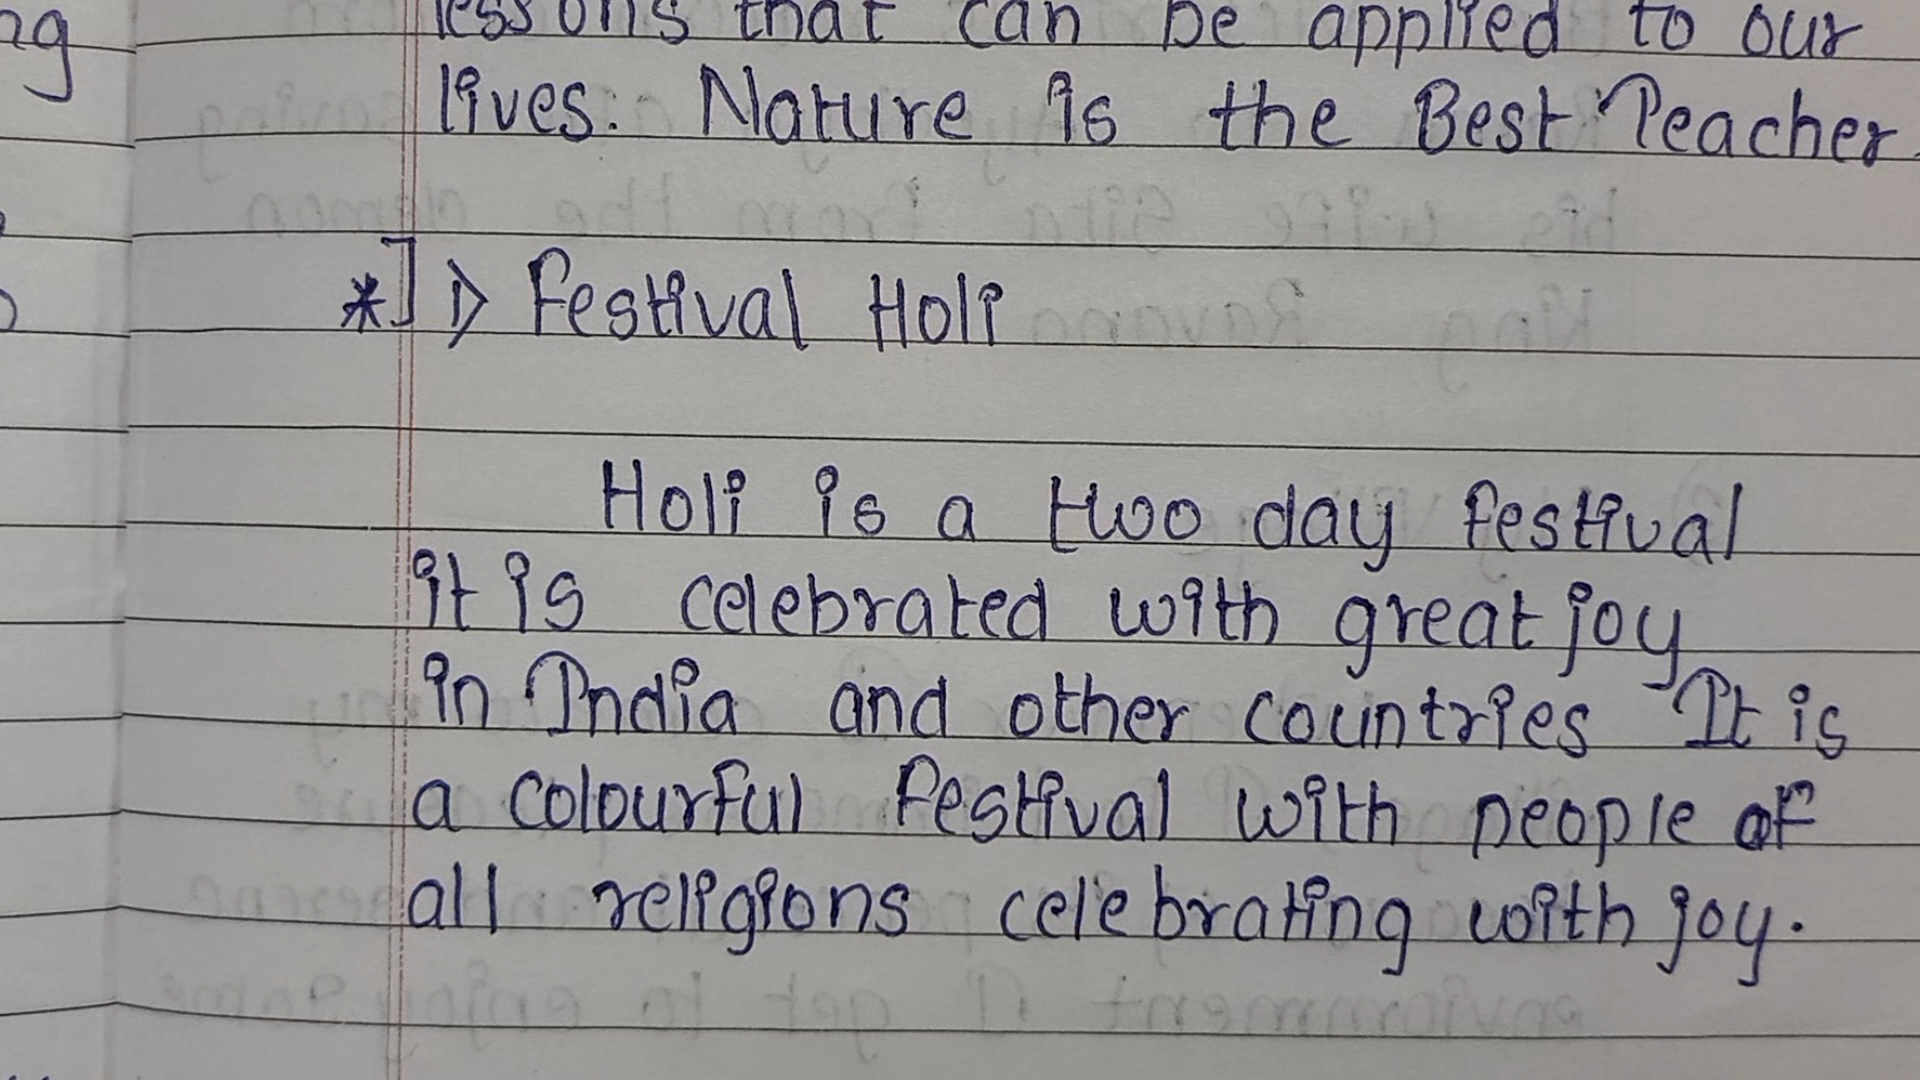 ng
lessons that can be applied to our
lives. Nature is the Best Teacher.
*] 1) Festival Holi
Holi is a two day festival
it is celebrated with great joy
in India and other countries It is
a colourful festival with people of
all religions celebrating with joy.